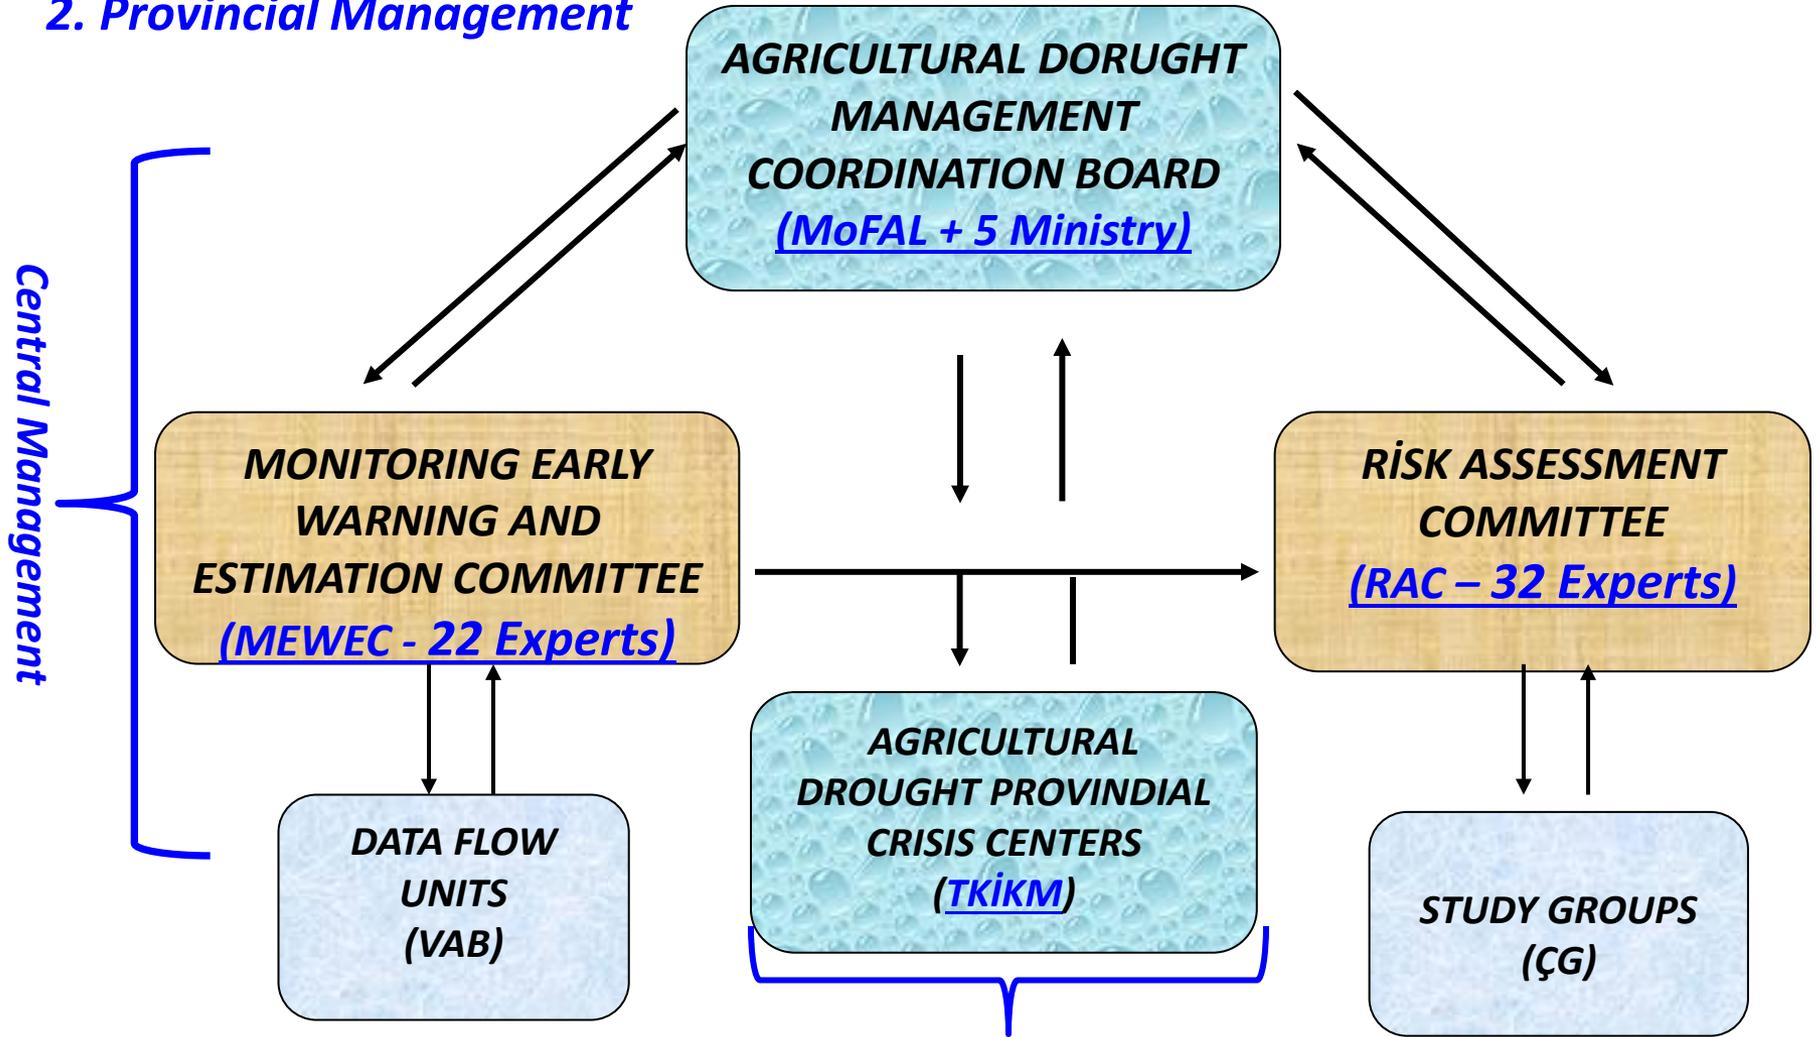 2. Provincial Management
AGRICULTURAL DORUGHT
MANAGEMENT
COORDINATION BOARD
(MoFAL + 5 Ministry)
Central Management
MONITORING EARLY
WARNING AND
ESTIMATION COMMITTEE
(MEWEC - 22 Experts)
RİSK ASSESSMENT
COMMITTEE
(RAC – 32 Experts)
AGRICULTURAL
DROUGHT PROVINDIAL
CRISIS CENTERS
(TKİKM)
DATA FLOW
UNITS
(VAB)
STUDY GROUPS
(ÇG)